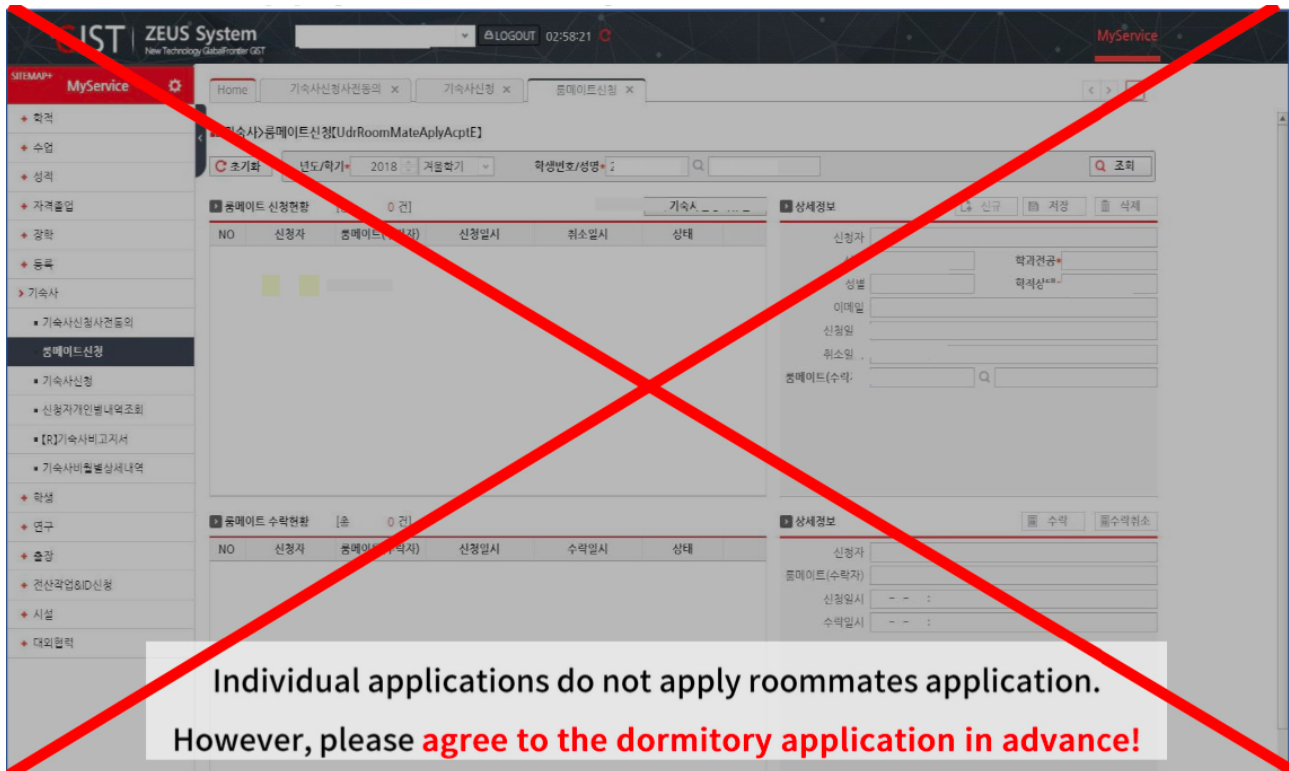 GIST ZEUS System
New Technology GlobalFrontier GIST
LOGOUT 02:58:21
MyService
SITEMAP+
MyService
Home 기숙사신청사전동의 × 기숙사신청 × 룸메이트신청 ×
학적
수업
성적
자격졸업
장학
등록
기숙사
기숙사신청사전동의
룸메이트신청
기숙사신청
신청자개인별내역조회
【R】기숙사비고지서
기숙사비월별상세내역
학생
연구
출장
전산작업&ID신청
시설
대외협력
기숙사>룸메이트신청【UdrRoomMateAplyAcptE】
초기화 년도/학기* 2018 겨울학기 학생번호/성명* 2 조회
룸메이트 신청현황 0 건]
NO 신청자 신청일시 취소일시 상태
상세정보 신규 저장 삭제
신청자
학과전공*
성별
이메일
신청일
취소일
룸메이트(수락
룸메이트 수락현황 [총 0 건]
NO 신청자 신청일시 수락일시 상태
상세정보 수락 수락취소
신청자
룸메이트(수락자)
신청일시 - - :
수락일시 - - :
Individual applications do not apply roommates application.
However, please agree to the dormitory application in advance!